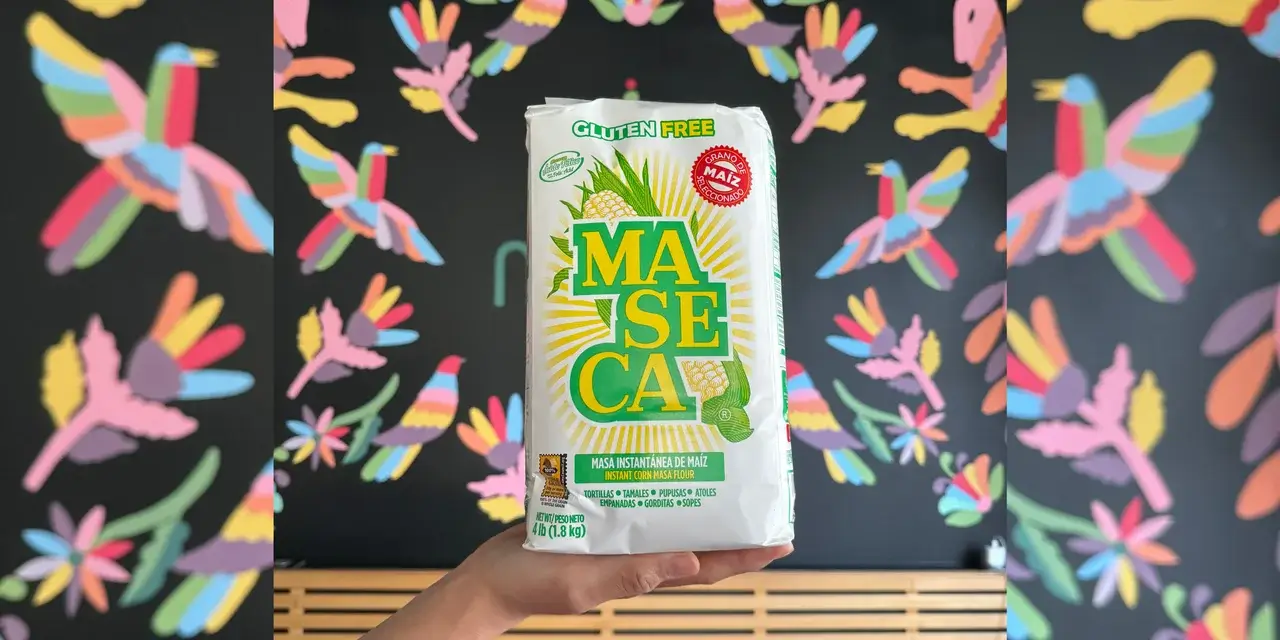 GLUTEN FREE
GRANO DE
MAÍZ
SELECCIONADO
MA
SE
CA
®
MASA INSTANTÁNEA DE MAÍZ
INSTANT CORN MASA FLOUR
TORTILLAS • TAMALES • PUPUSAS • ATOLES
EMPANADAS • GORDITAS • SOPES
100%
NET WT/PESO NETO
4 lb (1.8 kg)